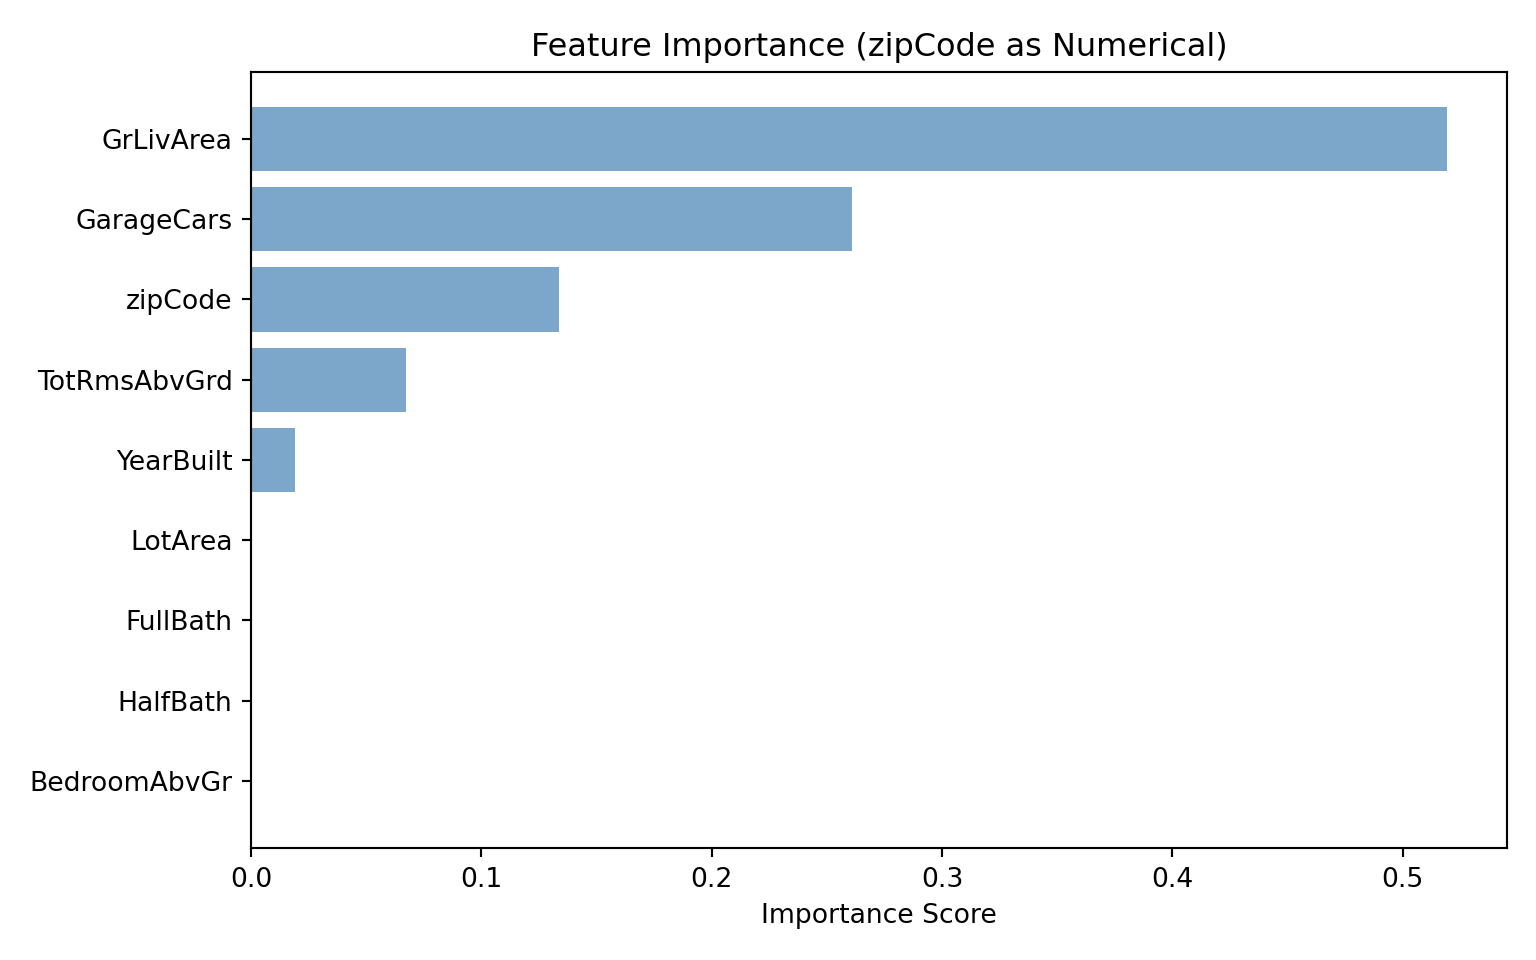 Feature Importance (zipCode as Numerical)
GrLivArea
GarageCars
zipCode
TotRmsAbvGrd
YearBuilt
LotArea
FullBath
HalfBath
BedroomAbvGr
0.0 0.1 0.2 0.3 0.4 0.5
Importance Score